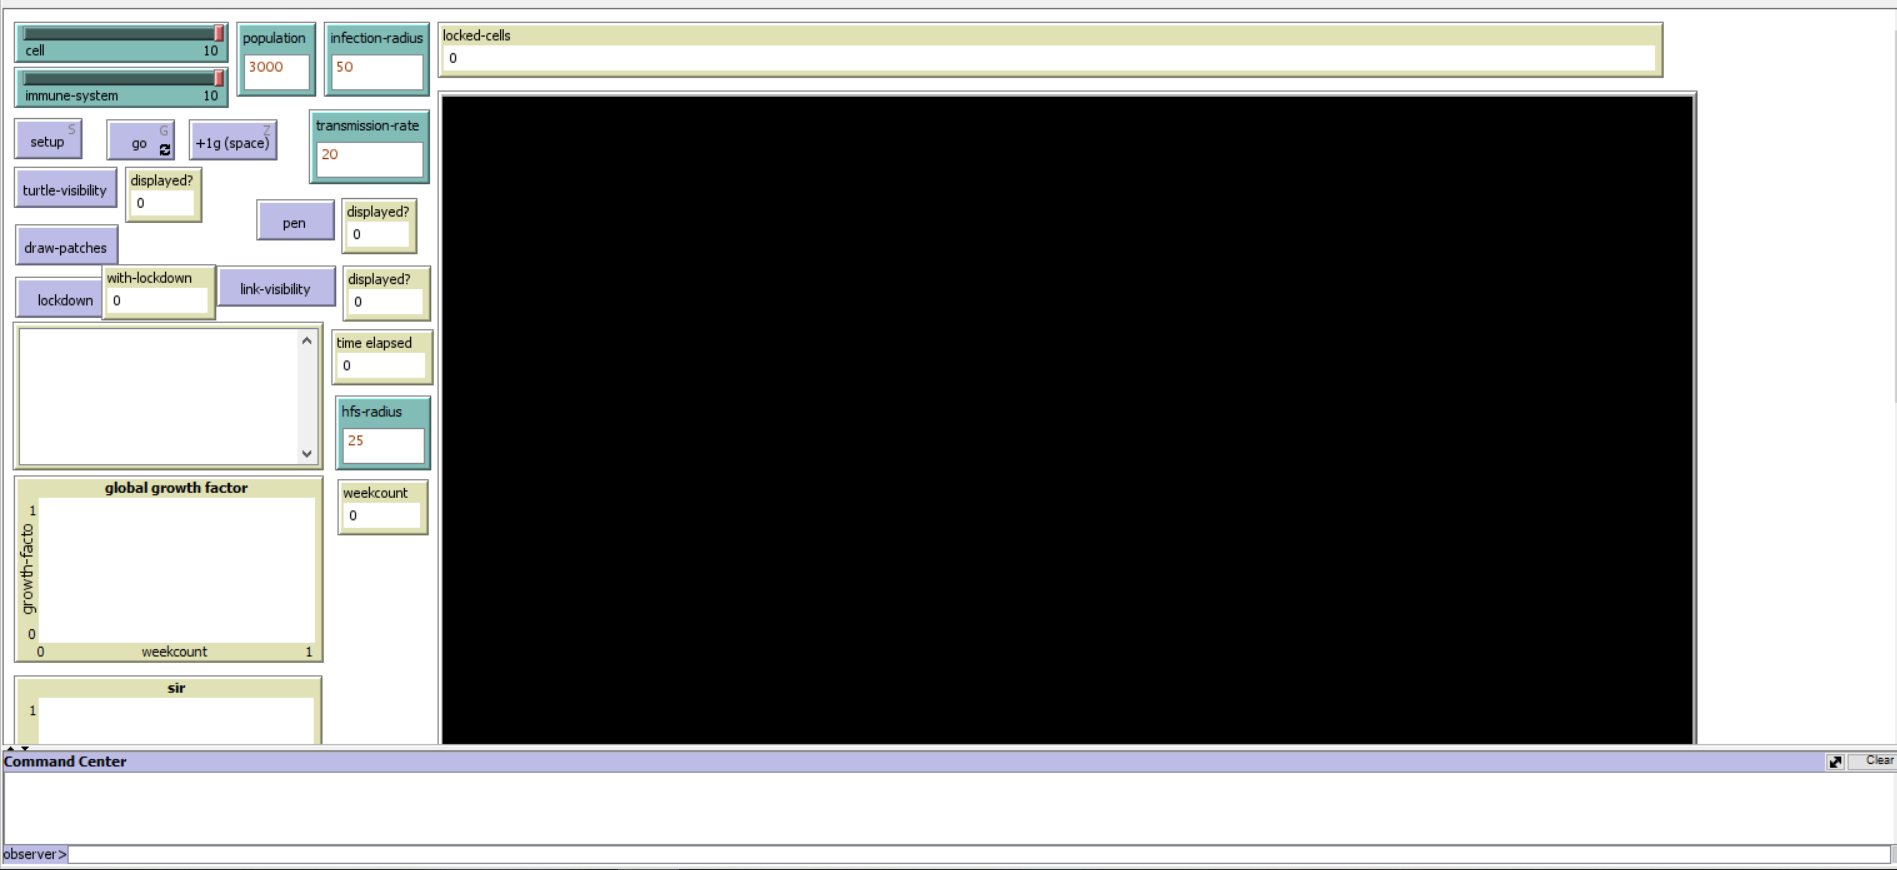 cell 10
population
3000
infection-radius
50
locked-cells
0
immune-system 10
setup S
go G
+1g (space) Z
transmission-rate
20
turtle-visibility
displayed?
0
pen
displayed?
0
draw-patches
lockdown
with-lockdown
0
link-visibility
displayed?
0
time elapsed
0
hfs-radius
25
weekcount
0
global growth factor
1
growth-facto
0
0 weekcount 1
sir
1
Command Center
Clear
observer>